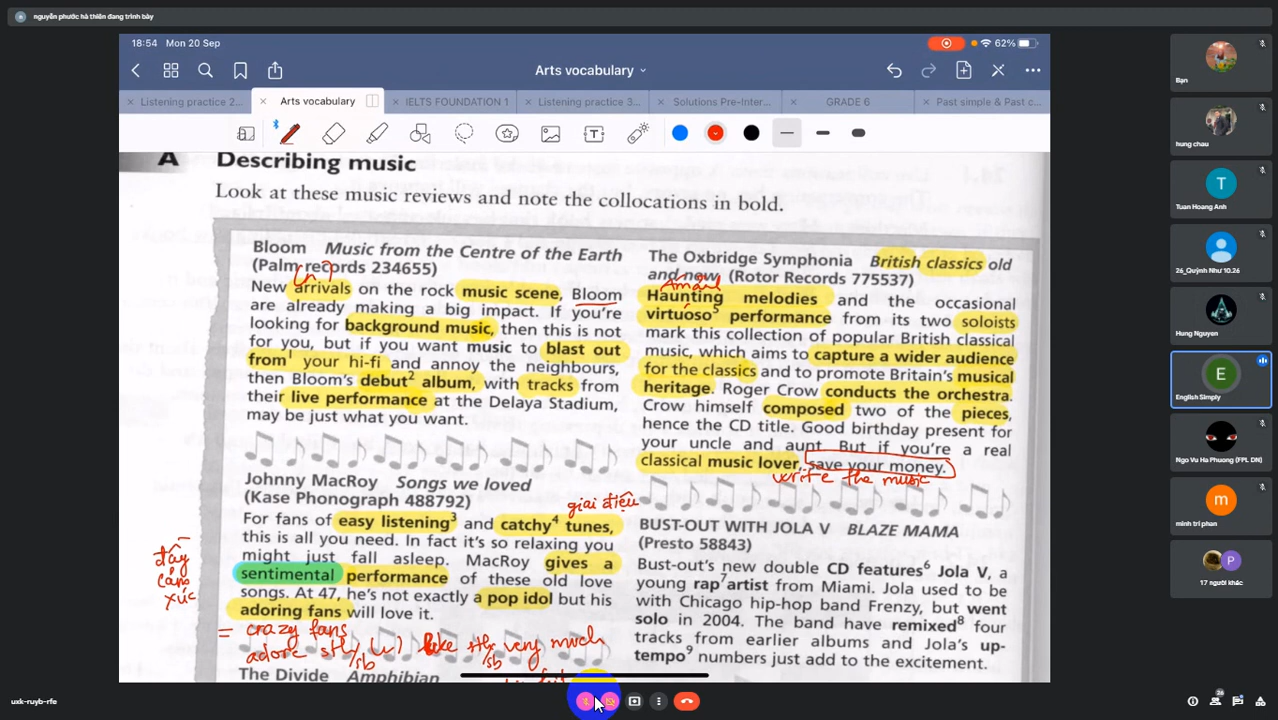 nguyễn phước hà thiên đang trình bày
18:54 Mon 20 Sep
62%
Arts vocabulary
Listening practice 2...
Arts vocabulary
IELTS FOUNDATION 1
Listening practice 3...
Solutions Pre-Inter...
GRADE 6
Past simple & Past c...
A Describing music
Look at these music reviews and note the collocations in bold.
Bloom Music from the Centre of the Earth
(Palm records 234655)
(n)
New arrivals on the rock music scene, Bloom
are already making a big impact. If you're
looking for background music, then this is not
for you, but if you want music to blast out
from1 your hi-fi and annoy the neighbours,
then Bloom's debut2 album, with tracks from
their live performance at the Delaya Stadium,
may be just what you want.
Johnny MacRoy Songs we loved
(Kase Phonograph 488792)
giai điệu
For fans of easy listening3 and catchy4 tunes,
this is all you need. In fact it's so relaxing you
might just fall asleep. MacRoy gives a
sentimental performance of these old love
songs. At 47, he's not exactly a pop idol but his
adoring fans will love it.
đầy
cảm
xúc
= crazy fans
adore sth/sb (v) like sth/sb very much
The Divide Amphibian
The Oxbridge Symphonia British classics old
and new (Rotor Records 775537)
Haunting melodies and the occasional
virtuoso5 performance from its two soloists
mark this collection of popular British classical
music, which aims to capture a wider audience
for the classics and to promote Britain's musical
heritage. Roger Crow conducts the orchestra.
Crow himself composed two of the pieces,
hence the CD title. Good birthday present for
your uncle and aunt. But if you're a real
classical music lover, save your money.
write the music
BUST-OUT WITH JOLA V BLAZE MAMA
(Presto 58843)
Bust-out's new double CD features6 Jola V, a
young rap7artist from Miami. Jola used to be
with Chicago hip-hop band Frenzy, but went
solo in 2004. The band have remixed8 four
tracks from earlier albums and Jola's up-
tempo9 numbers just add to the excitement.
Bạn
hung chau
T
Tuan Hoang Anh
26_Quỳnh Như 10.26
Hung Nguyen
E
English Simply
Ngo Vu Ha Phuong (FPL DN)
m
minh tri phan
P
17 người khác
uxk-ruyb-rfe
26